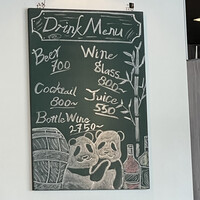 Drink Menu
Beer
700
Wine
glass
800~
Cocktail
800~
Juice
550
Bottle Wine
2750~